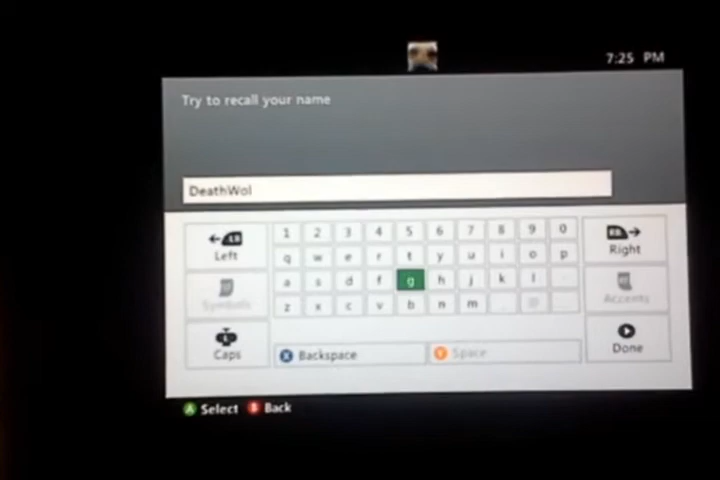 7:25 PM
Try to recall your name
DeathWol
Left
1 2 3 4 5 6 7 8 9 0
Right
q w e r t y u i o p
Symbols
a s d f g h j k l
Accents
z x c v b n m . @
Caps
X Backspace
Y Space
Done
A Select B Back